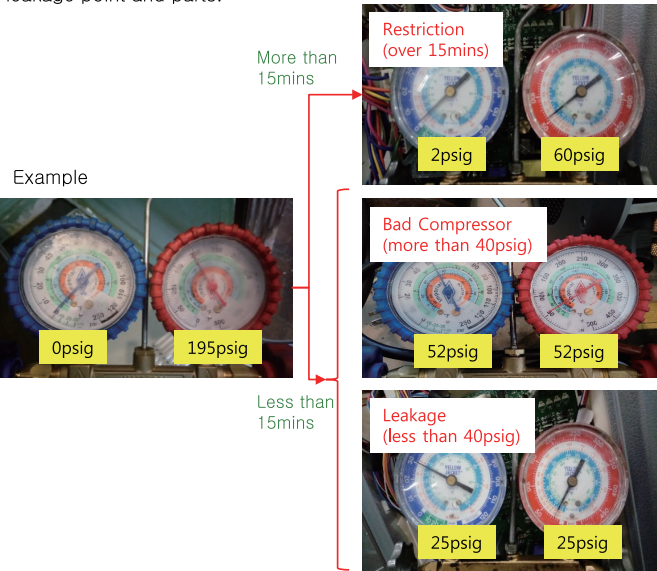 leakage point and parts.
More than
15mins
Restriction
(over 15mins)
2psig
60psig
Example
0psig
195psig
Bad Compressor
(more than 40psig)
52psig
52psig
Less than
15mins
Leakage
(less than 40psig)
25psig
25psig